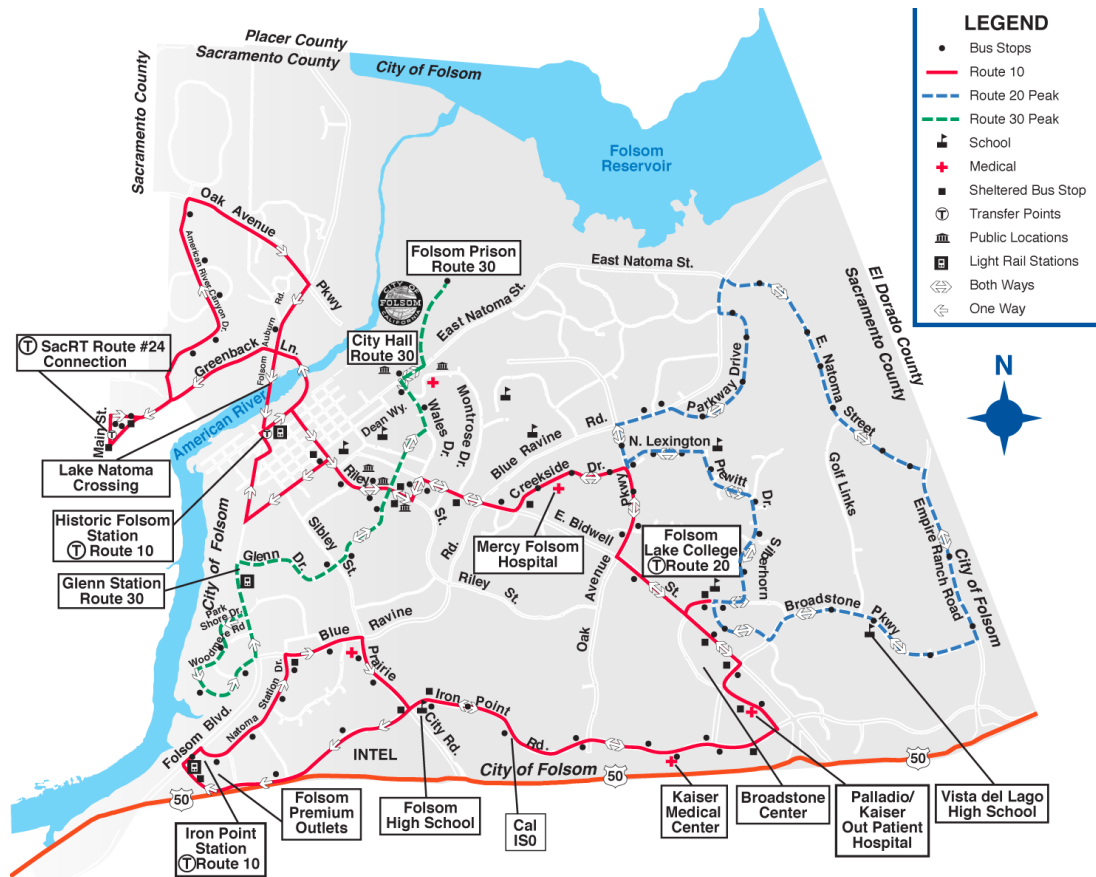 LEGEND
Bus Stops
Route 10
Route 20 Peak
Route 30 Peak
School
Medical
Sheltered Bus Stop
T Transfer Points
Public Locations
Light Rail Stations
Both Ways
One Way
Placer County
Sacramento County
City of Folsom
Sacramento County
Folsom
Reservoir
El Dorado County
Sacramento County
N
Oak Avenue
Pkwy
American River Canyon Dr.
Folsom Auburn Rd.
Greenback Ln.
Folsom Prison
Route 30
CITY OF
FOLSOM
CALIFORNIA
City Hall
Route 30
East Natoma St.
East Natoma St.
T SacRT Route #24
Connection
Main St.
T
American River
Lake Natoma
Crossing
T
Historic Folsom
Station
T Route 10
Glenn Station
Route 30
City of Folsom
Dean Wy.
Wales Dr.
Montrose Dr.
Blue Ravine Rd.
Parkway Drive
E. Natoma Street
Golf Links
Empire Ranch Road
City of Folsom
N. Lexington
Prewitt Dr.
Silberhorn
Creekside Dr.
Pkwy
Riley St.
Sibley St.
Glenn Dr.
E. Bidwell St.
Mercy Folsom
Hospital
Folsom
Lake College
T Route 20
Broadstone Pkwy
Riley St.
Rd.
Oak Avenue
Park Shore Dr.
Woodmere Rd
Blue Ravine
Prairie City Rd.
Natoma Station Dr.
Folsom Blvd.
Iron Point Rd.
INTEL
City of Folsom
50
50
50
50
Iron Point
Station
T Route 10
Folsom
Premium
Outlets
Folsom
High School
Cal
ISO
Kaiser
Medical
Center
Broadstone
Center
Palladio/
Kaiser
Out Patient
Hospital
Vista del Lago
High School